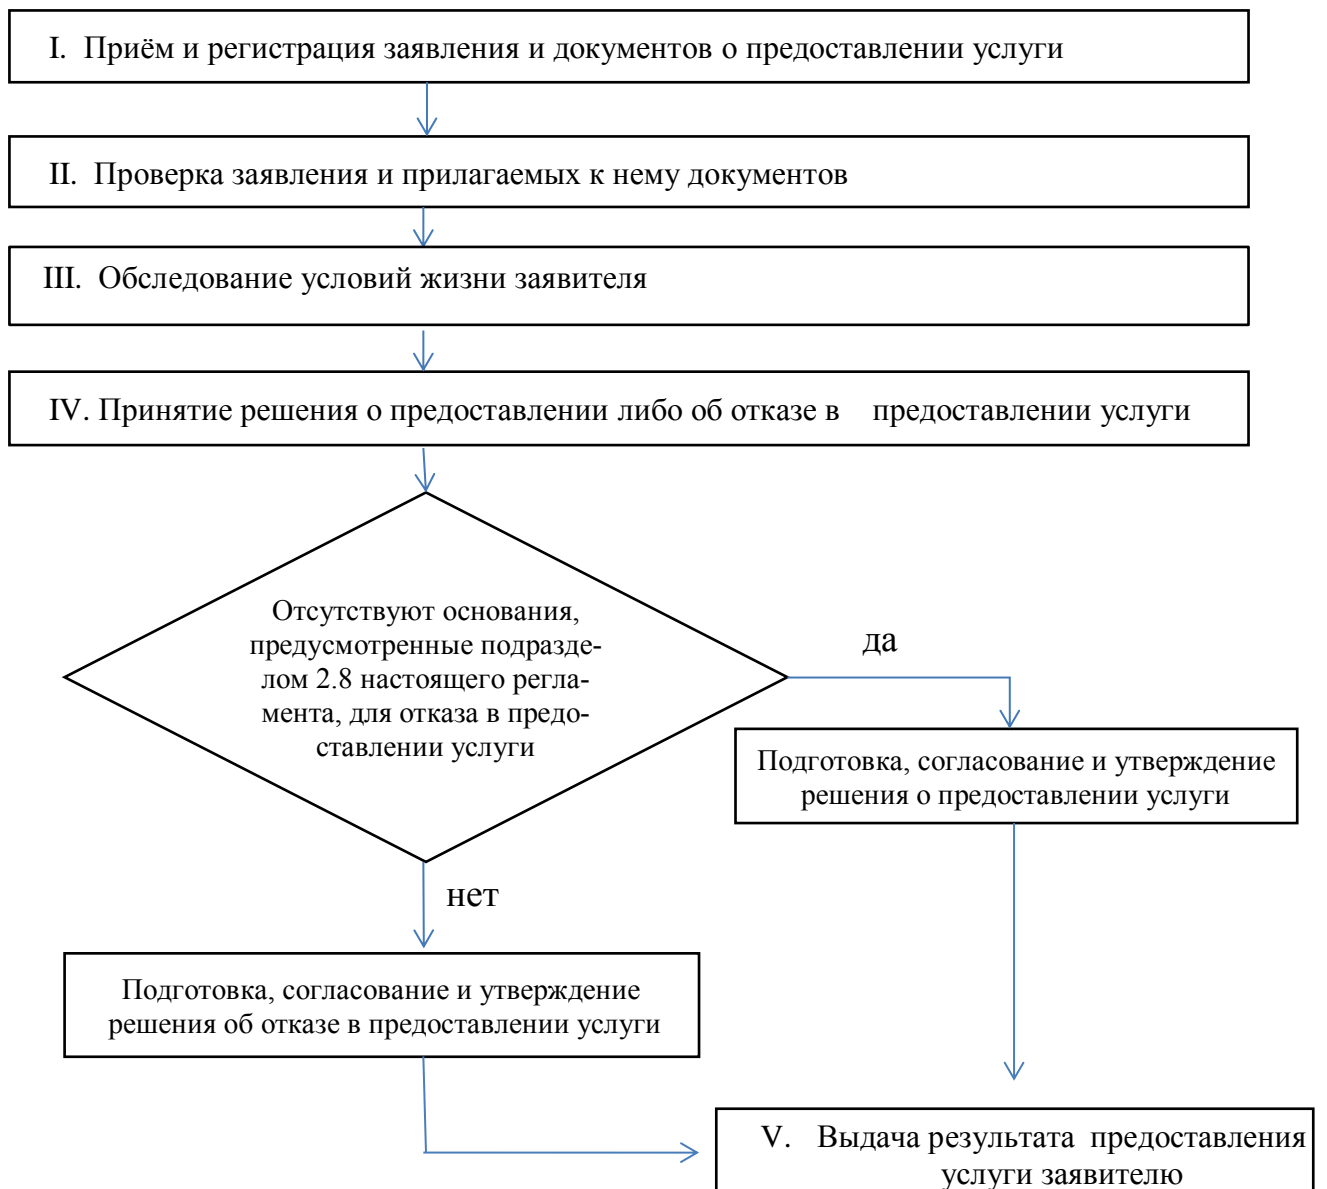 I. Приём и регистрация заявления и документов о предоставлении услуги
II. Проверка заявления и прилагаемых к нему документов
III. Обследование условий жизни заявителя
IV. Принятие решения о предоставлении либо об отказе в предоставлении услуги
Отсутствуют основания,
предусмотренные подразде-
лом 2.8 настоящего регла-
мента, для отказа в предо-
ставлении услуги
да
Подготовка, согласование и утверждение
решения о предоставлении услуги
нет
Подготовка, согласование и утверждение
решения об отказе в предоставлении услуги
V. Выдача результата предоставления
услуги заявителю